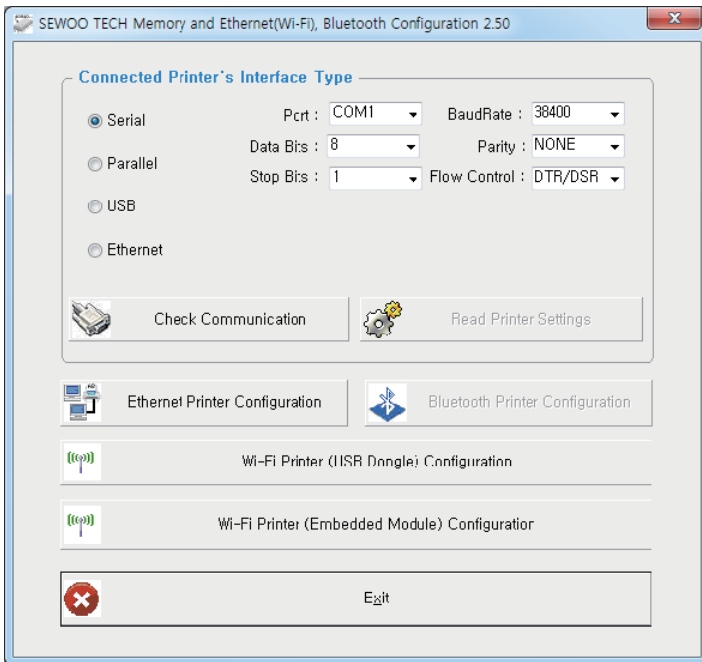 SEWOO TECH Memory and Ethernet(Wi-Fi), Bluetooth Configuration 2.50
Connected Printer's Interface Type
Serial Port : COM1 BaudRate : 38400
Data Bits : 8 Parity : NONE
Parallel
Stop Bits : 1 Flow Control : DTR/DSR
USB
Ethernet
Check Communication Read Printer Settings
Ethernet Printer Configuration Bluetooth Printer Configuration
Wi-Fi Printer (USB Dongle) Configuration
Wi-Fi Printer (Embedded Module) Configuration
Exit